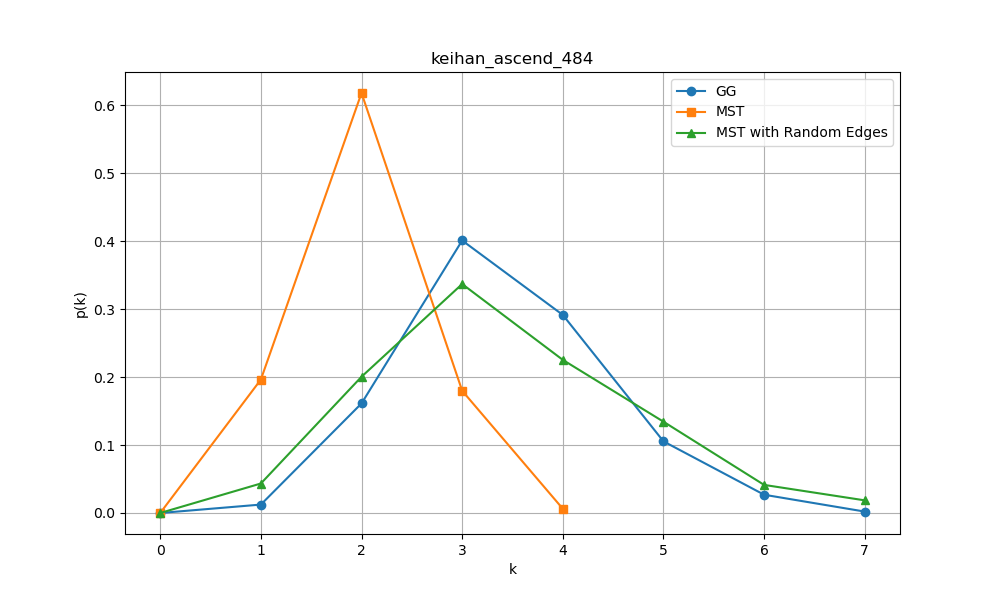 keihan_ascend_484
GG
MST
MST with Random Edges
p(k)
0.6
0.5
0.4
0.3
0.2
0.1
0.0
0 1 2 3 4 5 6 7
k